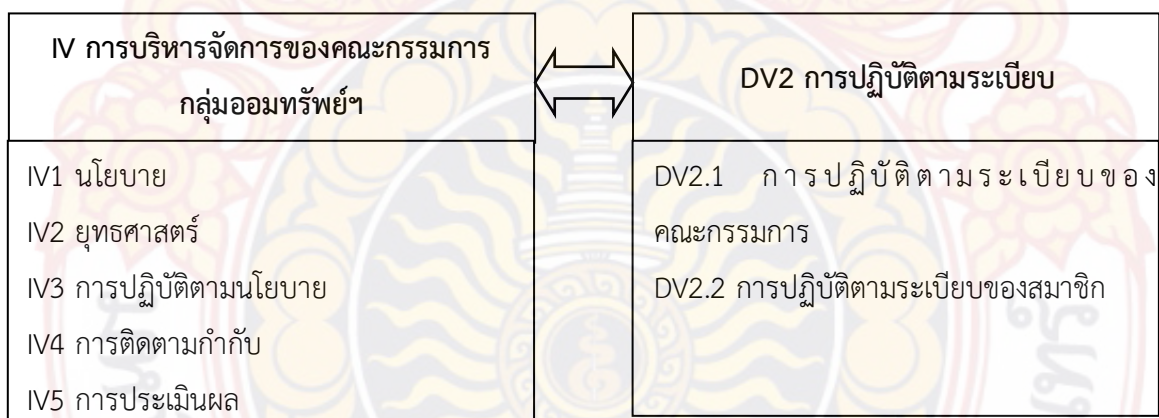 IV การบริหารจัดการของคณะกรรมการ
กลุ่มออมทรัพย์ฯ
IV1 นโยบาย
IV2 ยุทธศาสตร์
IV3 การปฏิบัติตามนโยบาย
IV4 การติดตามกำกับ
IV5 การประเมินผล
DV2 การปฏิบัติตามระเบียบ
DV2.1 การปฏิบัติตามระเบียบของ
คณะกรรมการ
DV2.2 การปฏิบัติตามระเบียบของสมาชิก